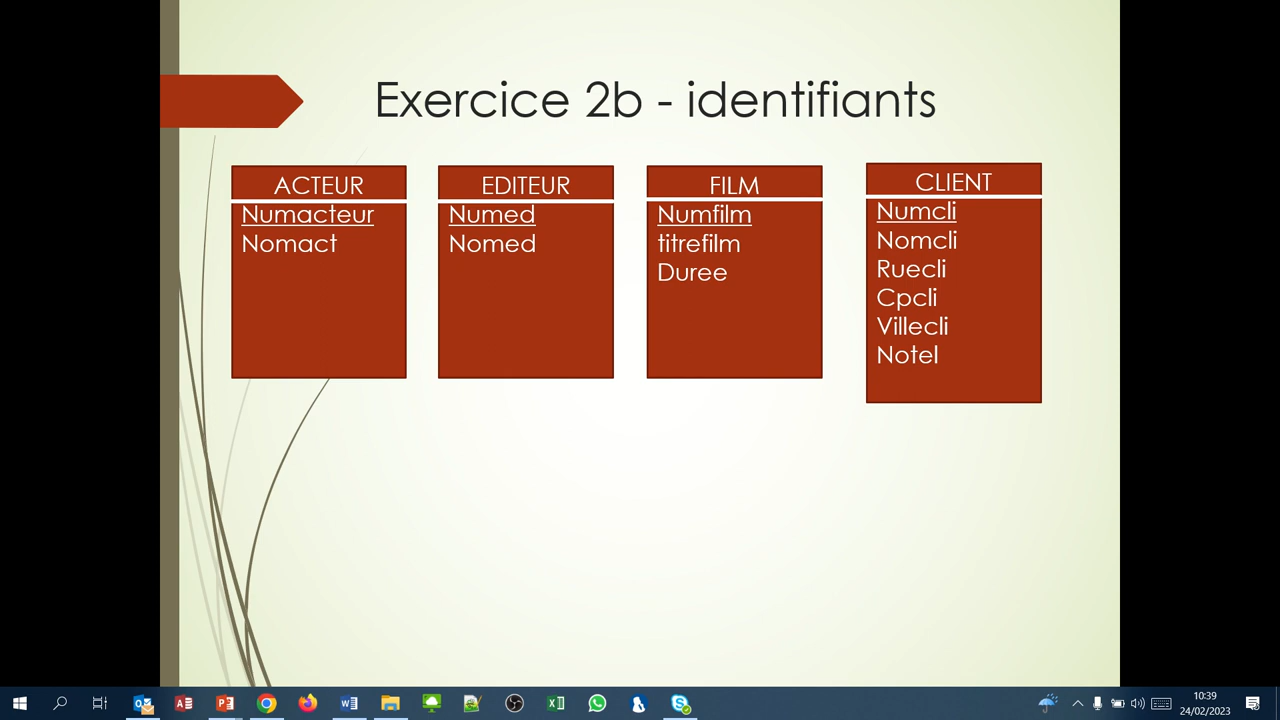 Exercice 2b - identifiants
ACTEUR
Numacteur
Nomact
EDITEUR
Numed
Nomed
FILM
Numfilm
titrefilm
Duree
CLIENT
Numcli
Nomcli
Ruecli
Cpcli
Villecli
Notel
10:39
24/02/2023